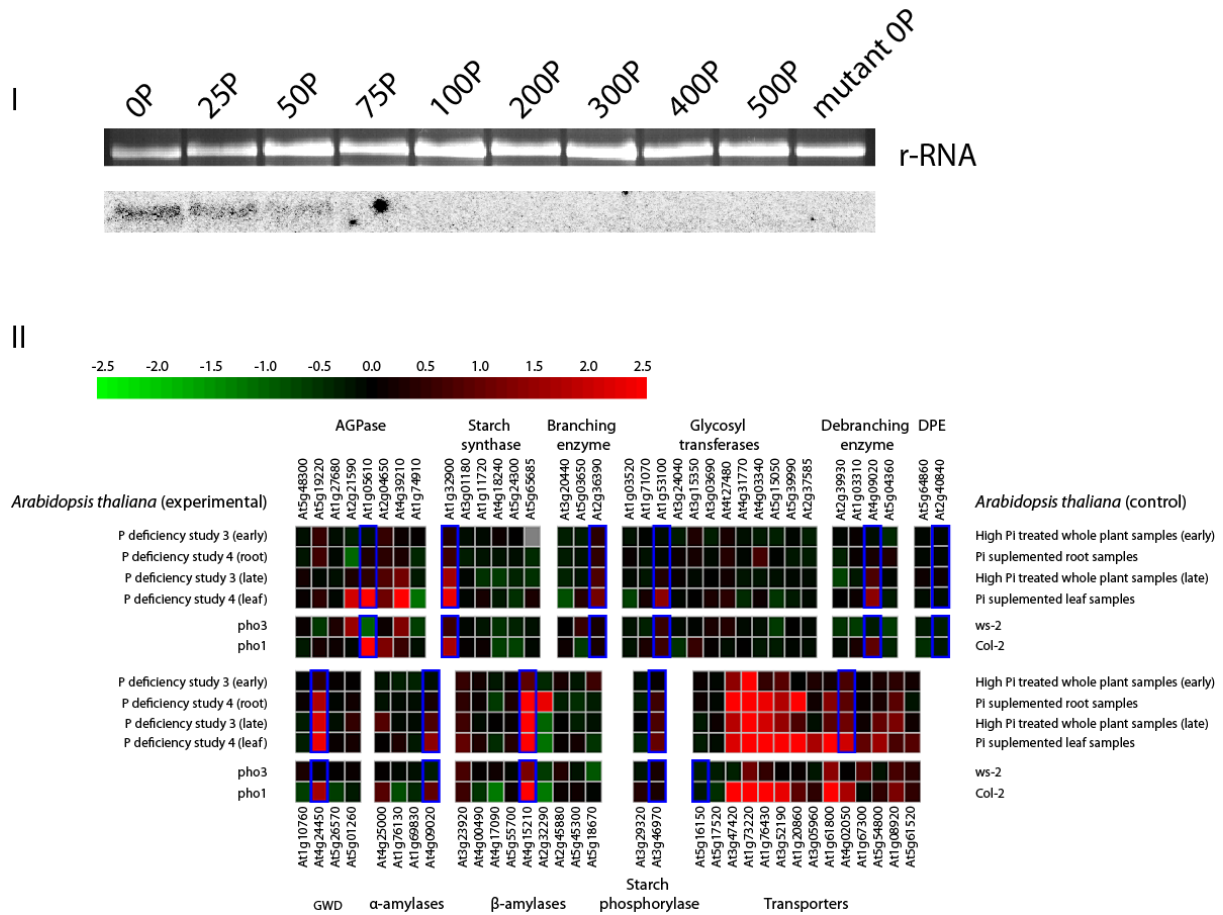 I
0P 25P 50P 75P 100P 200P 300P 400P 500P mutant 0P
r-RNA
II
-2.5 -2.0 -1.5 -1.0 -0.5 0.0 0.5 1.0 1.5 2.0 2.5
AGPase
Starch synthase
Branching enzyme
Glycosyl transferases
Debranching enzyme
DPE
At5g48300 At5g19220 At1g27680 At2g21590 At1g05610 At2g04650 At4g39210 At1g74910
At1g32900 At3g01180 At1g11720 At4g18240 At5g24300 At5g65685
At3g20440 At5g03650 At2g36390
At1g03520 At1g71070 At1g53100 At3g24040 At3g15350 At3g03690 At4t27480 At4g31770 At4g03340 At5g15050 At5g39990 At2g37585
At2g39930 At1g03310 At4g09020 At5g04360
At5g64860 At2g40840
Arabidopsis thaliana (experimental)
Arabidopsis thaliana (control)
P deficiency study 3 (early)
High PI treated whole plant samples (early)
P deficiency study 4 (root)
Pi suplemented root samples
P deficiency study 3 (late)
High PI treated whole plant samples (late)
P deficiency study 4 (leaf)
Pi suplemented leaf samples
pho3
ws-2
pho1
Col-2
P deficiency study 3 (early)
High PI treated whole plant samples (early)
P deficiency study 4 (root)
Pi suplemented root samples
P deficiency study 3 (late)
High PI treated whole plant samples (late)
P deficiency study 4 (leaf)
Pi suplemented leaf samples
pho3
ws-2
pho1
Col-2
At1g10760 At4g24450 At5g26570 At5g01260
At4g25000 At1g76130 At1g69830 At4g09020
At3g23920 At4g00490 At4g17090 At5g55700 At4g15210 At2g32290 At2g45880 At5g45300 At5g18670
At3g29320 At3g46970
At5g16150 At5g17520 At3g47420 At1g73220 At1g76430 At3g52190 At1g20860 At3g05960 At1g61800 At4g02050 At1g67300 At5g54800 At1g08920 At5g61520
GWD
α-amylases
β-amylases
Starch phosphorylase
Transporters